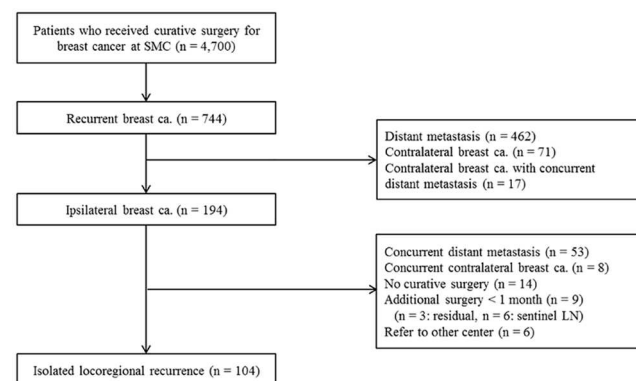 Patients who received curative surgery for
breast cancer at SMC (n = 4,700)
Recurrent breast ca. (n = 744)
Distant metastasis (n = 462)
Contralateral breast ca. (n = 71)
Contralateral breast ca. with concurrent
distant metastasis (n = 17)
Ipsilateral breast ca. (n = 194)
Concurrent distant metastasis (n = 53)
Concurrent contralateral breast ca. (n = 8)
No curative surgery (n = 14)
Additional surgery < 1 month (n = 9)
(n = 3: residual, n = 6: sentinel LN)
Refer to other center (n = 6)
Isolated locoregional recurrence (n = 104)